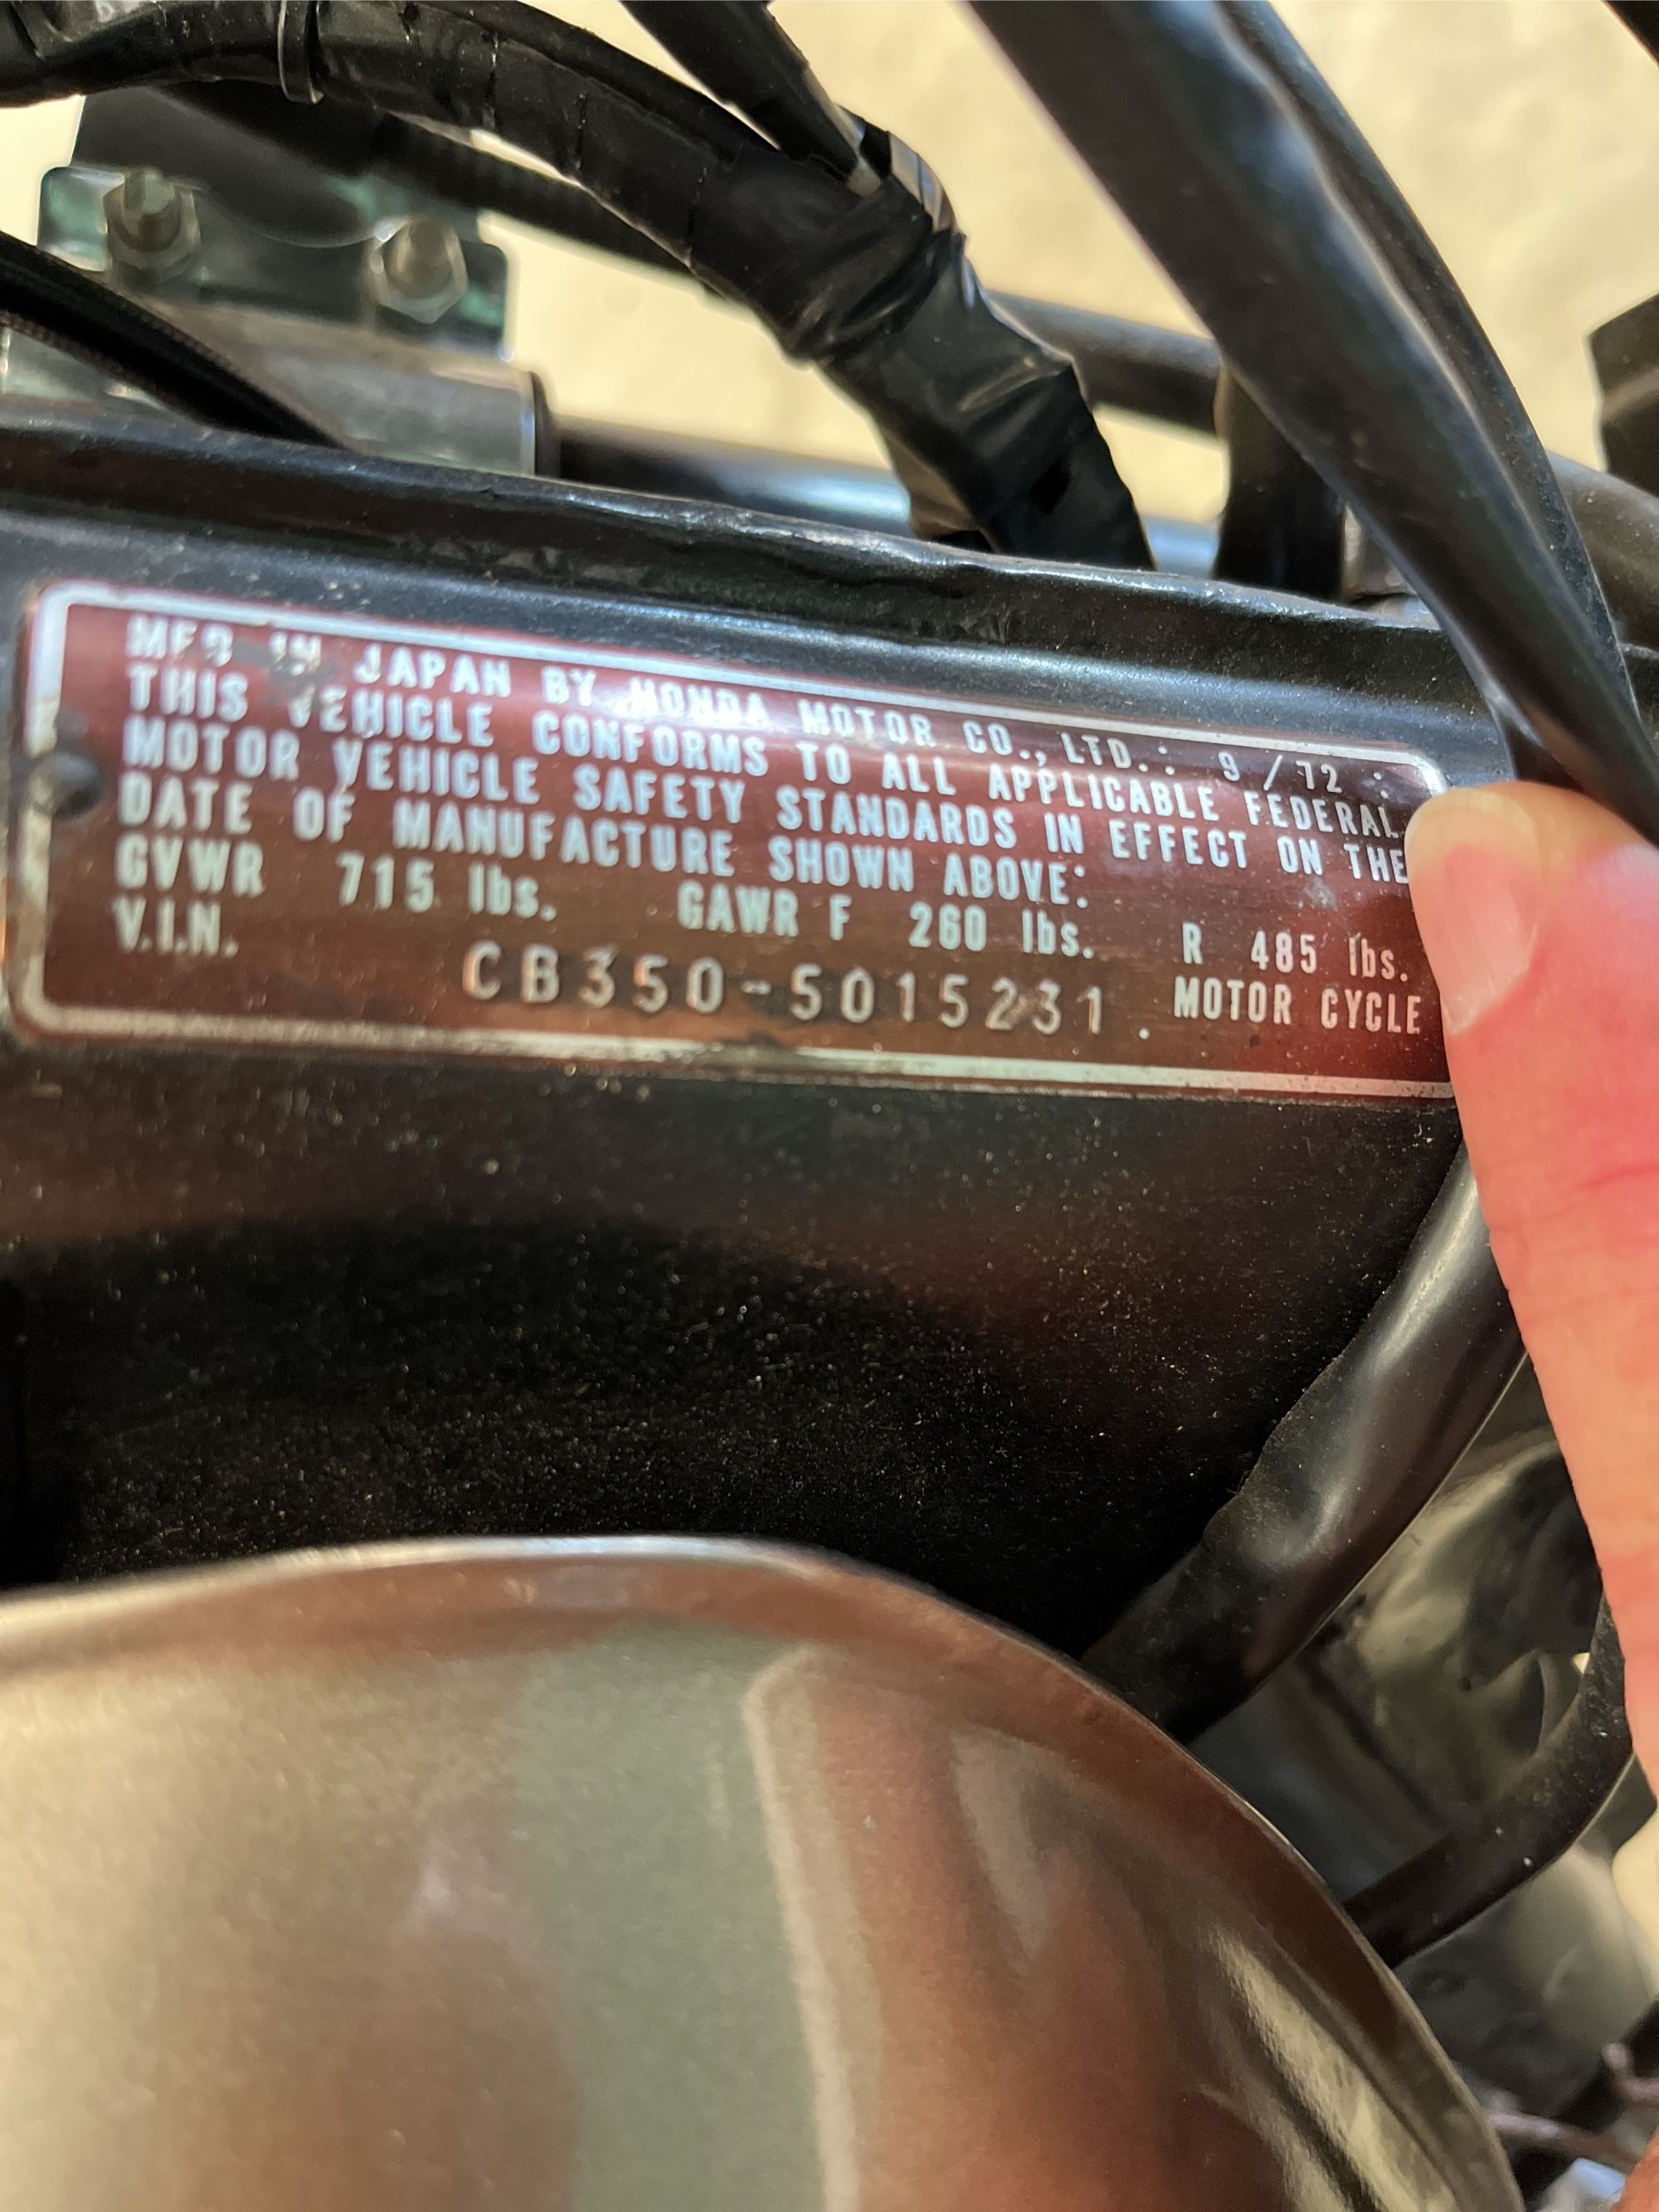 MFG IN JAPAN BY HONDA MOTOR CO., LTD. : 9 / 72 :
THIS VEHICLE CONFORMS TO ALL APPLICABLE FEDERAL
MOTOR VEHICLE SAFETY STANDARDS IN EFFECT ON THE
DATE OF MANUFACTURE SHOWN ABOVE:
GVWR 715 lbs. GAWR F 260 lbs. R 485 lbs.
V.I.N. CB350-5015231. MOTOR CYCLE